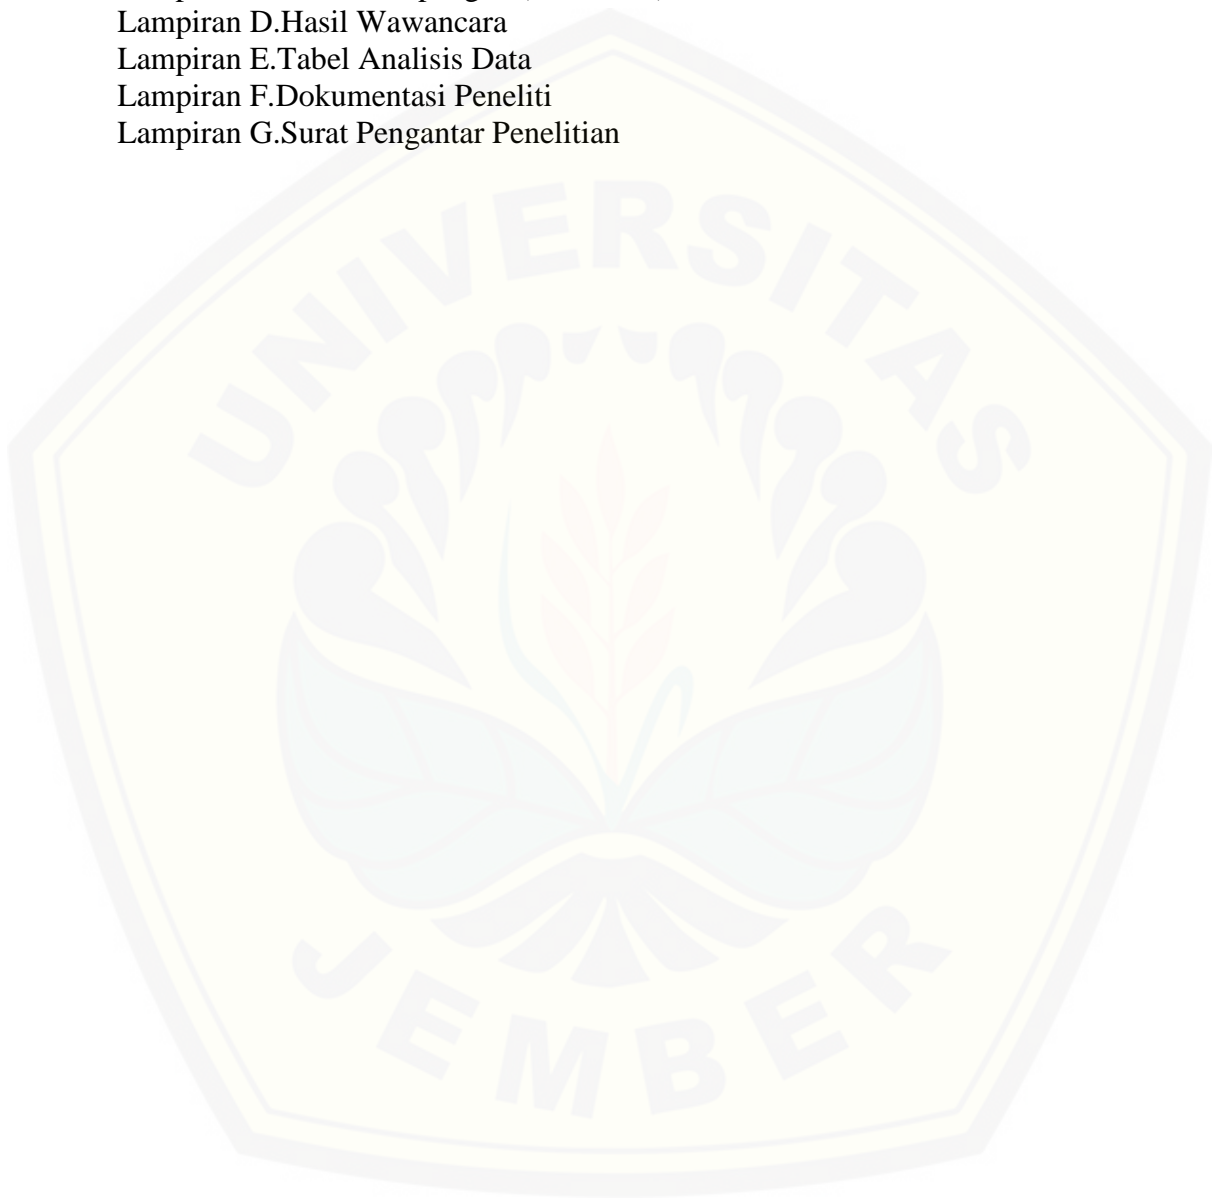 Lampiran D.Hasil Wawancara
Lampiran E.Tabel Analisis Data
Lampiran F.Dokumentasi Peneliti
Lampiran G.Surat Pengantar Penelitian
UNIVERSITAS
JEMBER